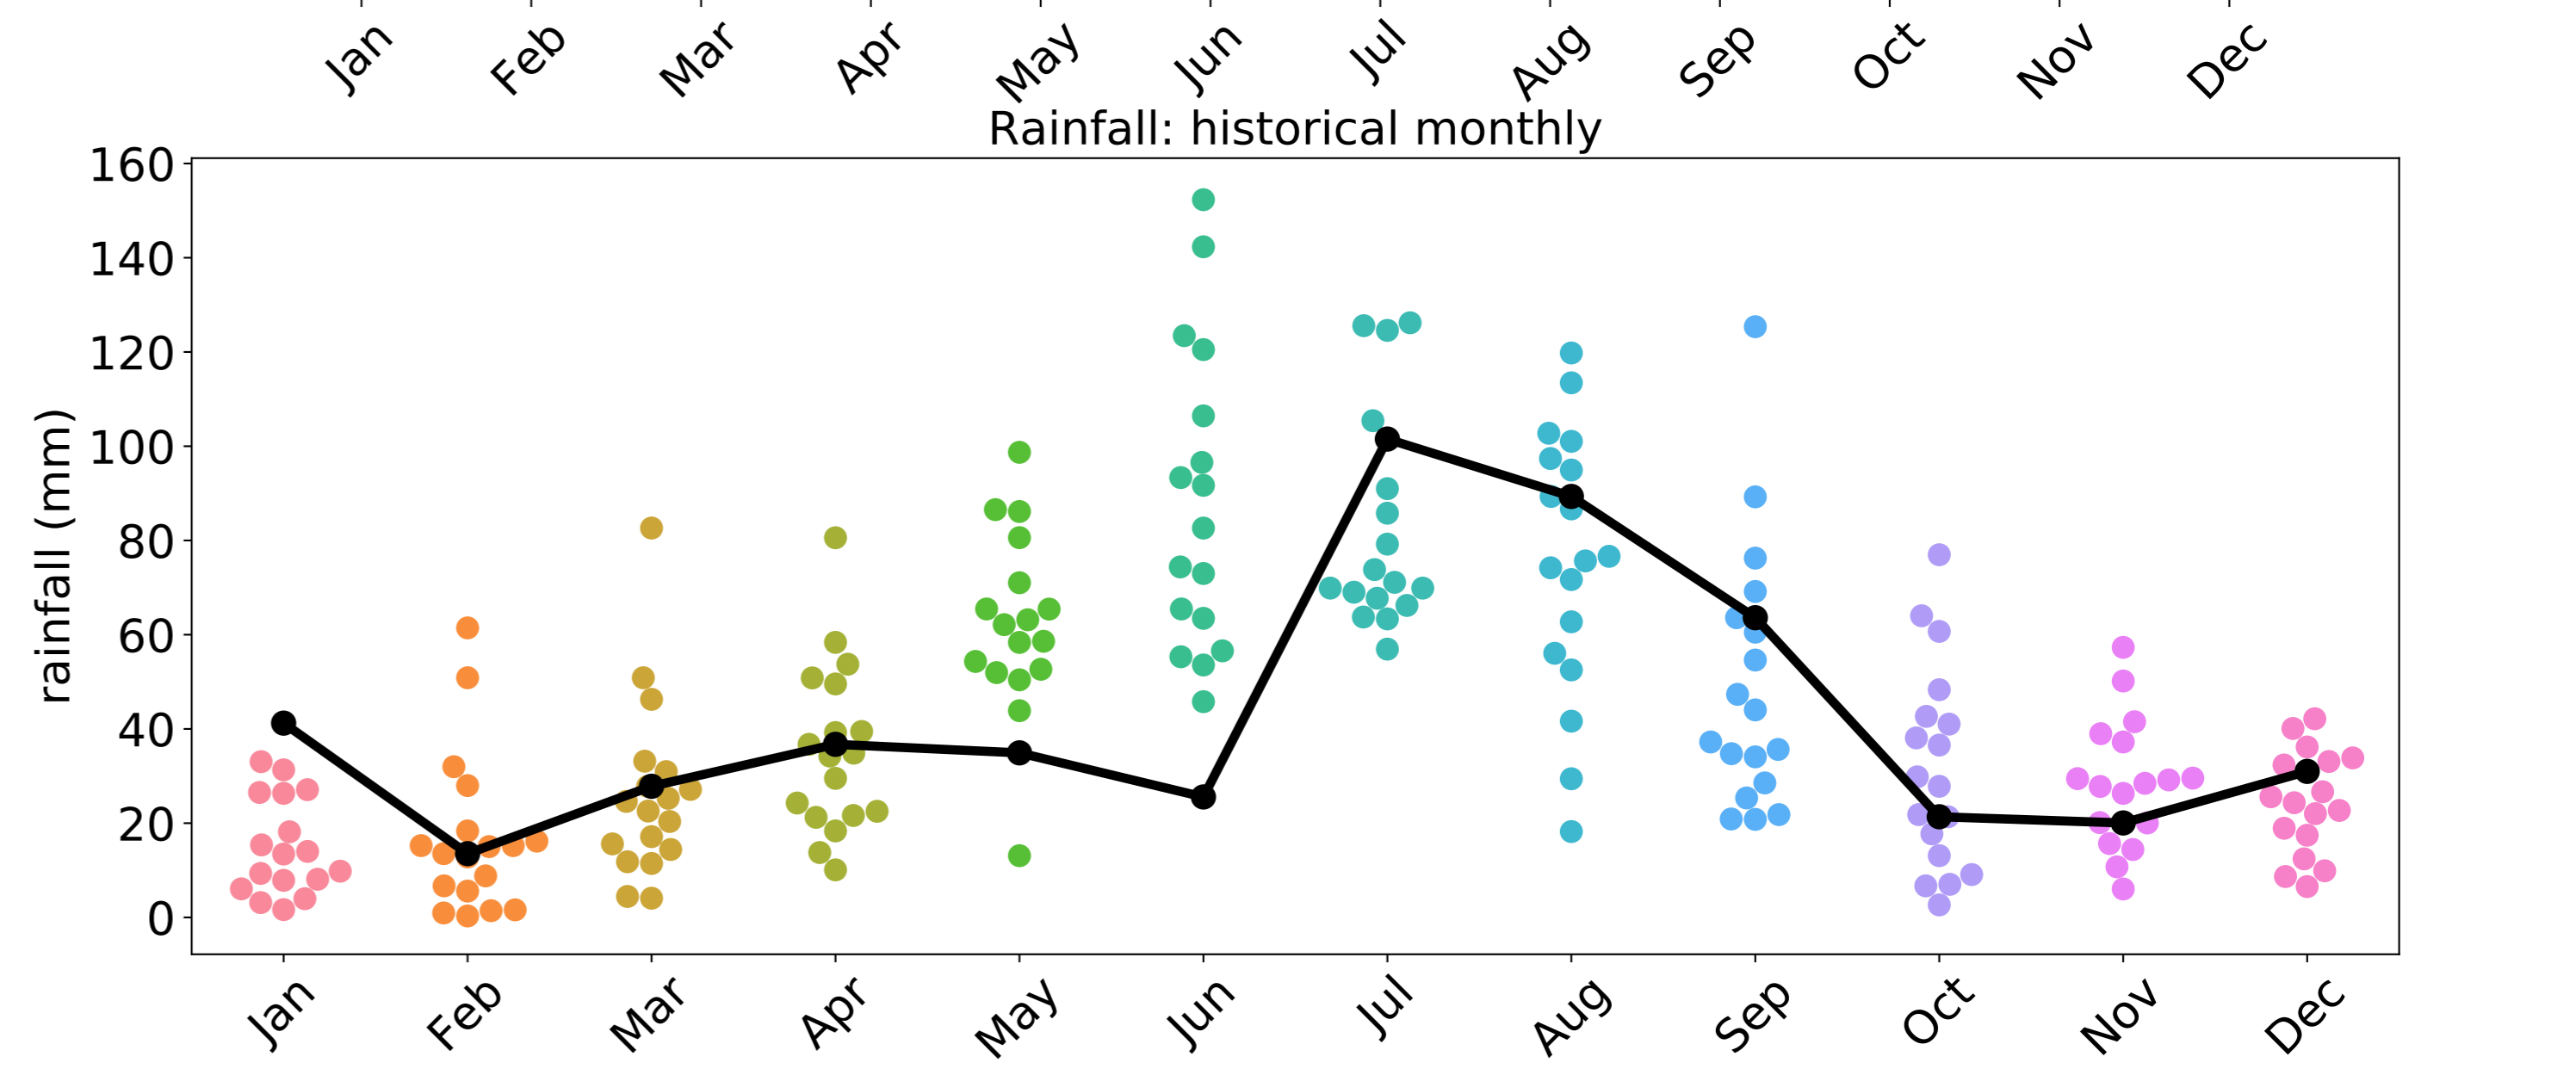 Jan Feb Mar Apr May Jun Jul Aug Sep Oct Nov Dec
Rainfall: historical monthly
rainfall (mm)
160
140
120
100
80
60
40
20
0
Jan Feb Mar Apr May Jun Jul Aug Sep Oct Nov Dec